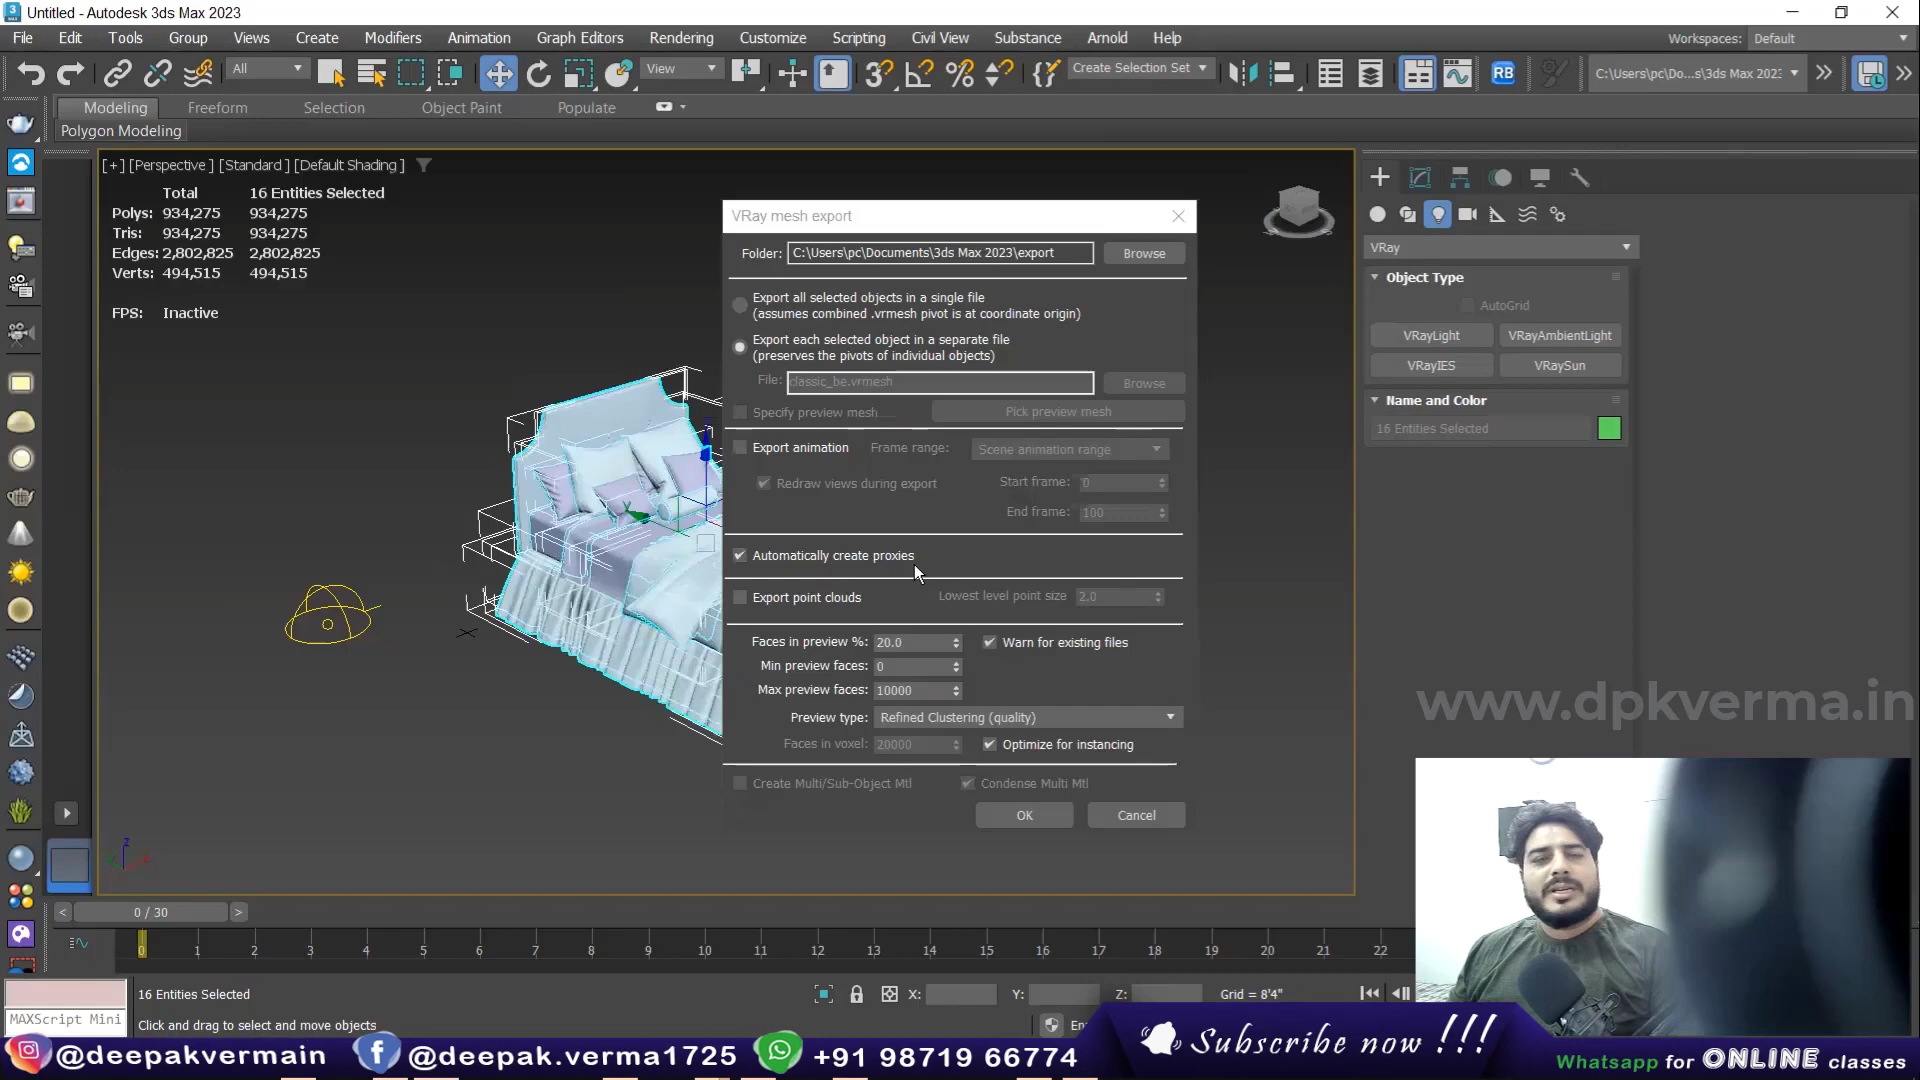 Untitled - Autodesk 3ds Max 2023
File Edit Tools Group Views Create Modifiers Animation Graph Editors Rendering Customize Scripting Civil View Substance Arnold Help
Workspaces: Default
All
View
Create Selection Set
RB
C:\Users\pc\Do...s\3ds Max 2023
Modeling Freeform Selection Object Paint Populate
Polygon Modeling
[+] [Perspective ] [Standard ] [Default Shading ]
Total 16 Entities Selected
Polys: 934,275 934,275
Tris: 934,275 934,275
Edges: 2,802,825 2,802,825
Verts: 494,515 494,515
FPS: Inactive
VRay mesh export
Folder: C:\Users\pc\Documents\3ds Max 2023\export Browse
Export all selected objects in a single file
(assumes combined .vrmesh pivot is at coordinate origin)
Export each selected object in a separate file
(preserves the pivots of individual objects)
File: classic_be.vrmesh Browse
Specify preview mesh Pick preview mesh
Export animation Frame range: Scene animation range
Redraw views during export Start frame: 0
End frame: 100
Automatically create proxies
Export point clouds Lowest level point size 2.0
Faces in preview %: 20.0 Warn for existing files
Min preview faces: 0
Max preview faces: 10000
Preview type: Refined Clustering (quality)
Faces in voxel: 20000 Optimize for instancing
Create Multi/Sub-Object Mtl Condense Multi Mtl
OK Cancel
VRay
Object Type
AutoGrid
VRayLight VRayAmbientLight
VRayIES VRaySun
Name and Color
16 Entities Selected
www.dpkverma.in
0 / 30
0 1 2 3 4 5 6 7 8 9 10 11 12 13 14 15 16 17 18 19 20 21 22
16 Entities Selected
X: Y: Z: Grid = 8'4"
MAXScript Mini
Click and drag to select and move objects
@deepakvermain @deepak.verma1725 +91 98719 66774
Subscribe now !!!
Whatsapp for ONLINE classes